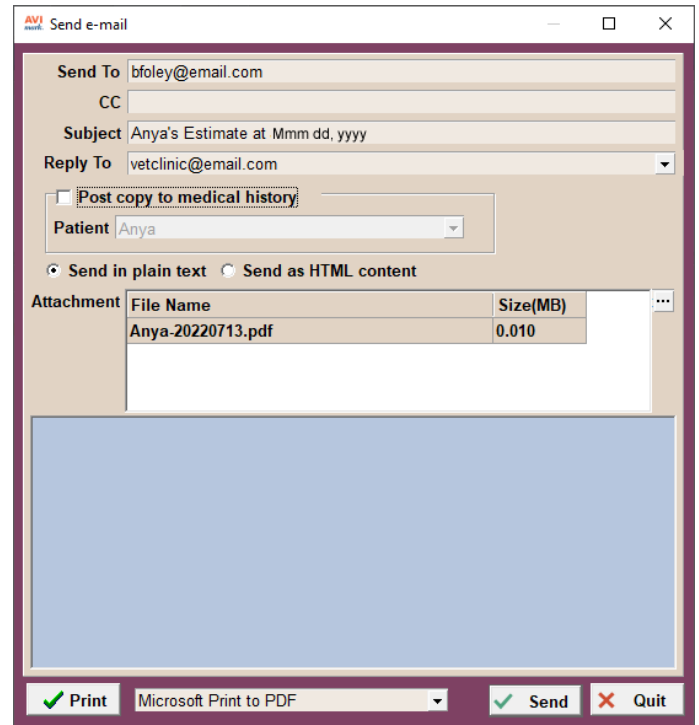 AVI mark. Send e-mail
Send To bfoley@email.com
CC
Subject Anya's Estimate at Mmm dd, yyyy
Reply To vetclinic@email.com
Post copy to medical history
Patient Anya
Send in plain text Send as HTML content
Attachment File Name Size(MB) ...
Anya-20220713.pdf 0.010
Print Microsoft Print to PDF Send Quit